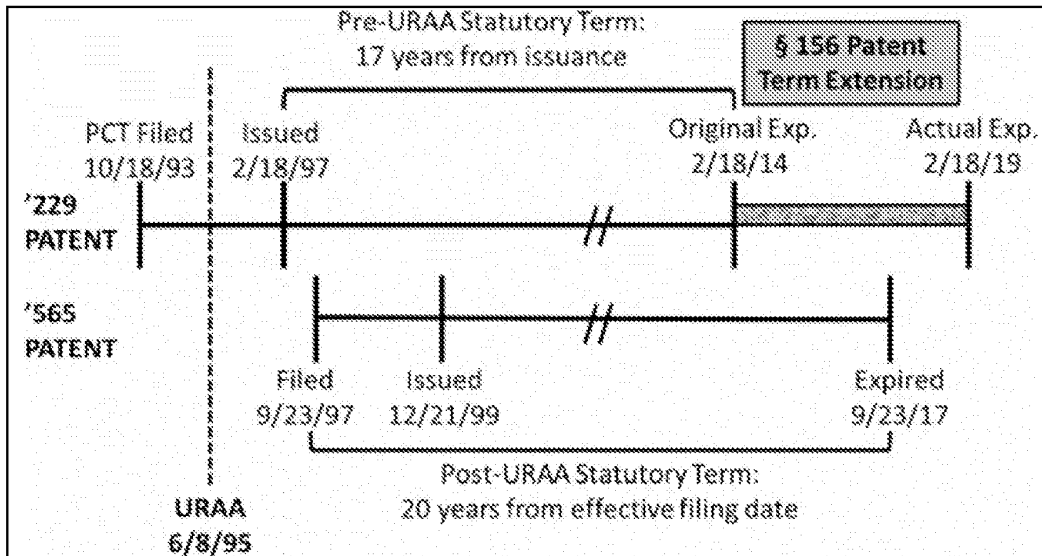 Pre-URAA Statutory Term:
17 years from issuance
§ 156 Patent
Term Extension
PCT Filed
10/18/93
Issued
2/18/97
Original Exp.
2/18/14
Actual Exp.
2/18/19
'229
PATENT
'565
PATENT
Filed
9/23/97
Issued
12/21/99
Expired
9/23/17
Post-URAA Statutory Term:
20 years from effective filing date
URAA
6/8/95